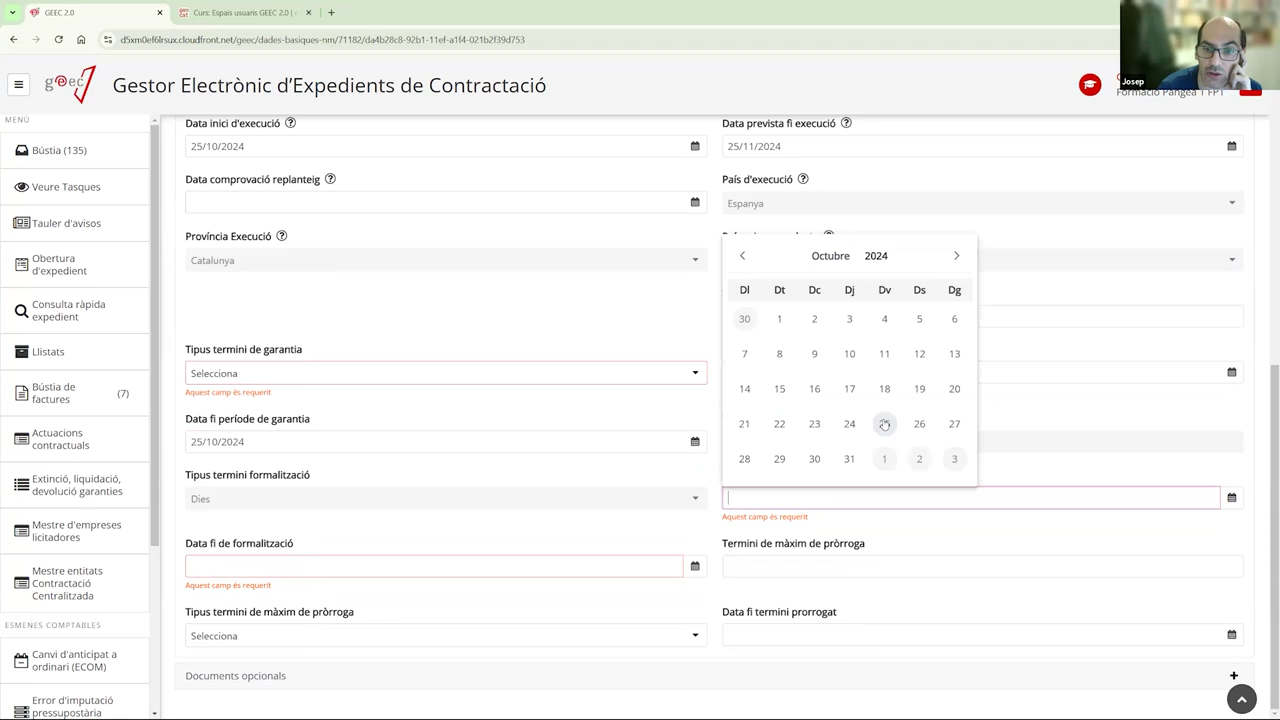 GEEC 2.0
Curs: Espais usuaris GEEC 2.0 | c
d5xm0ef6lrsux.cloudfront.net/geec/dades-basiques-nm/71182/da4b28c8-92b1-11ef-a1f4-021b2f39d753
geec
Gestor Electrònic d'Expedients de Contractació
Josep
Formació Pangea 1 FPT
MENÚ
Bústia (135)
Veure Tasques
Tauler d'avisos
Obertura
d'expedient
Consulta ràpida
expedient
Llistats
Bústia de
factures
(7)
Actuacions
contractuals
Extinció, liquidació,
devolució garanties
Mestre d'empreses
licitadores
Mestre entitats
Contractació
Centralitzada
ESMENES COMPTABLES
Canvi d'anticipat a
ordinari (ECOM)
Error d'imputació
pressupostària
Data inici d'execució
25/10/2024
Data prevista fi execució
25/11/2024
Data comprovació replanteig
País d'execució
Espanya
Província Execució
Catalunya
Octubre 2024
Dl Dt Dc Dj Dv Ds Dg
30 1 2 3 4 5 6
7 8 9 10 11 12 13
14 15 16 17 18 19 20
21 22 23 24 25 26 27
28 29 30 31 1 2 3
Tipus termini de garantia
Selecciona
Aquest camp és requerit
Data fi període de garantia
25/10/2024
Tipus termini formalització
Dies
Aquest camp és requerit
Data fi de formalització
Aquest camp és requerit
Termini de màxim de pròrroga
Tipus termini de màxim de pròrroga
Selecciona
Data fi termini prorrogat
Documents opcionals